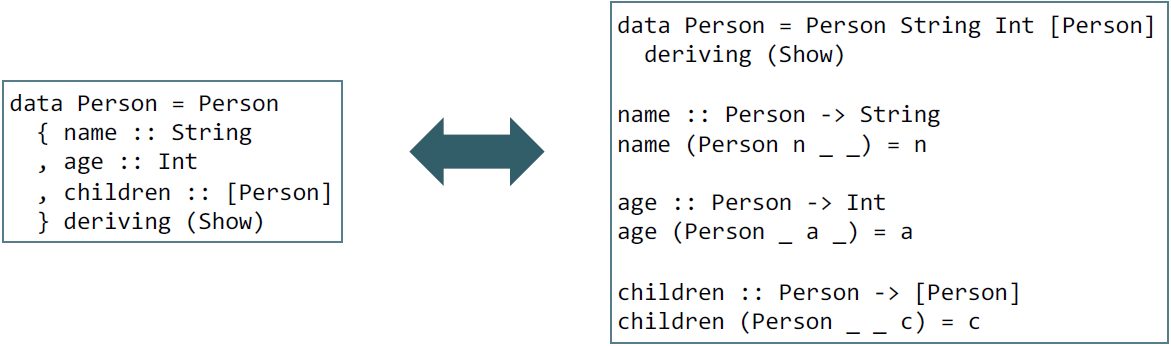 data Person = Person
  { name :: String
  , age :: Int
  , children :: [Person]
  } deriving (Show)
data Person = Person String Int [Person]
  deriving (Show)
name :: Person -> String
name (Person n _ _) = n
age :: Person -> Int
age (Person _ a _) = a
children :: Person -> [Person]
children (Person _ _ c) = c